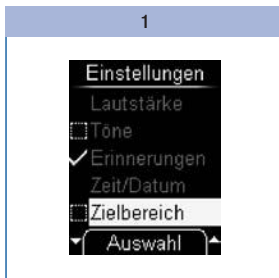 1
Einstellungen
Lautstärke
Töne
Erinnerungen
Zeit/Datum
Zielbereich
Auswahl